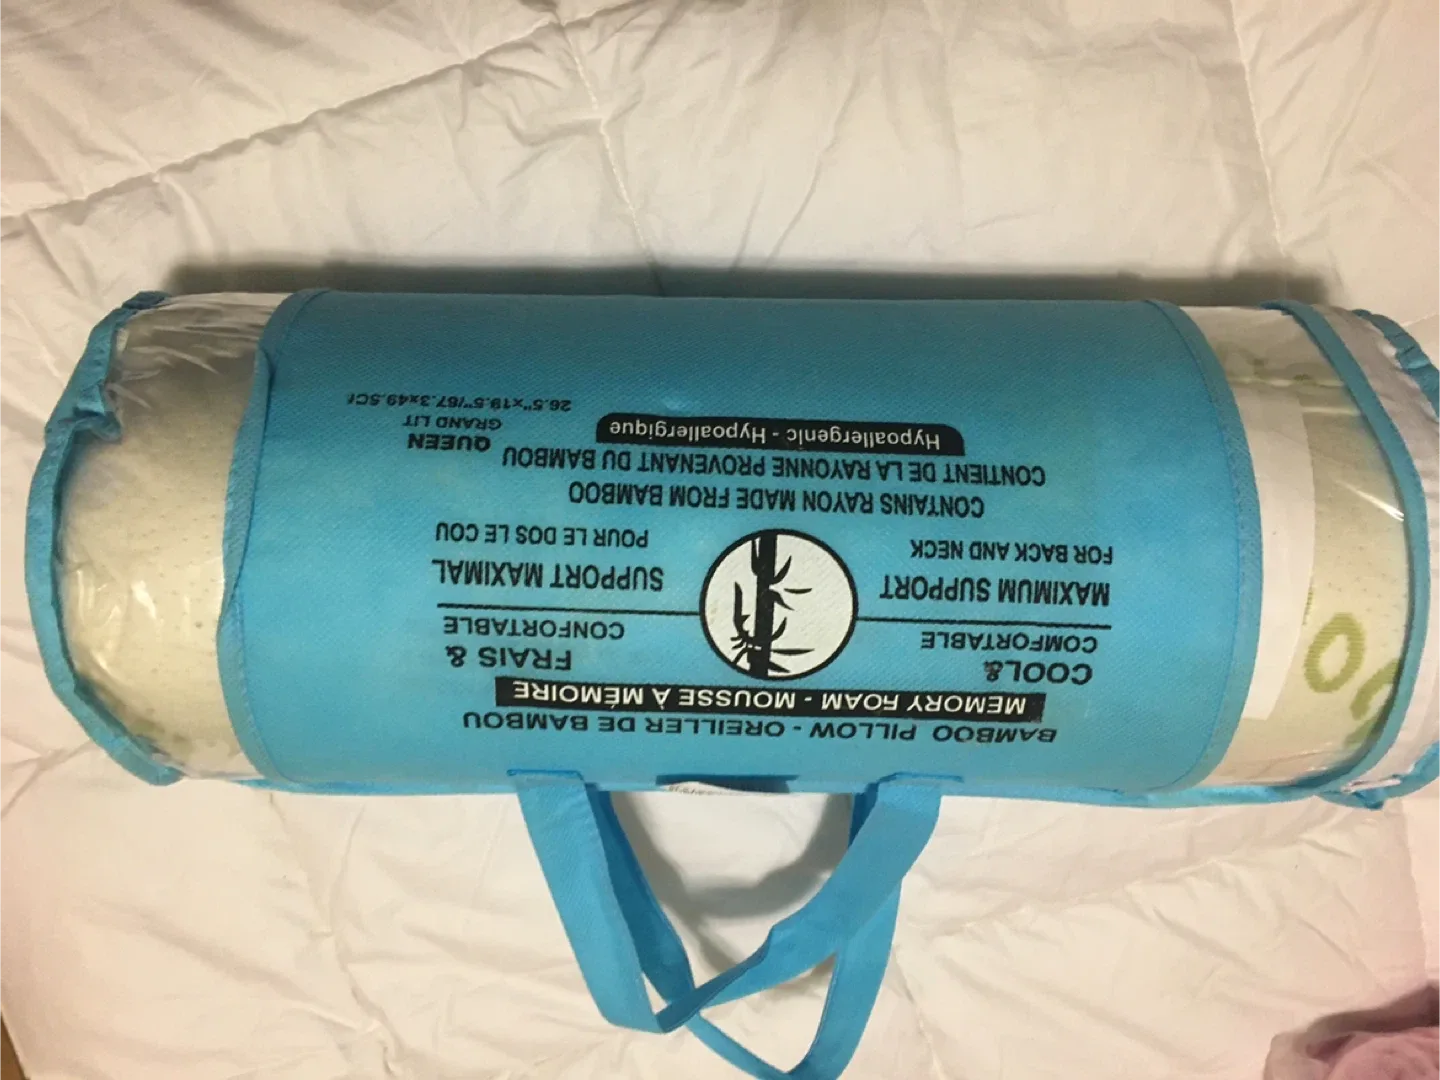 BAMBOO PILLOW - OREILLER DE BAMBOU
MEMORY FOAM - MOUSSE À MÉMOIRE
COOL&
COMFORTABLE
FRAIS &
CONFORTABLE
MAXIMUM SUPPORT
FOR BACK AND NECK
SUPPORT MAXIMAL
POUR LE DOS LE COU
CONTAINS RAYON MADE FROM BAMBOO
CONTIENT DE LA RAYONNE PROVENANT DU BAMBOU
Hypoallergenic - Hypoallergique
QUEEN
GRAND LIT
26.5"x19.5"/67.3x49.5C